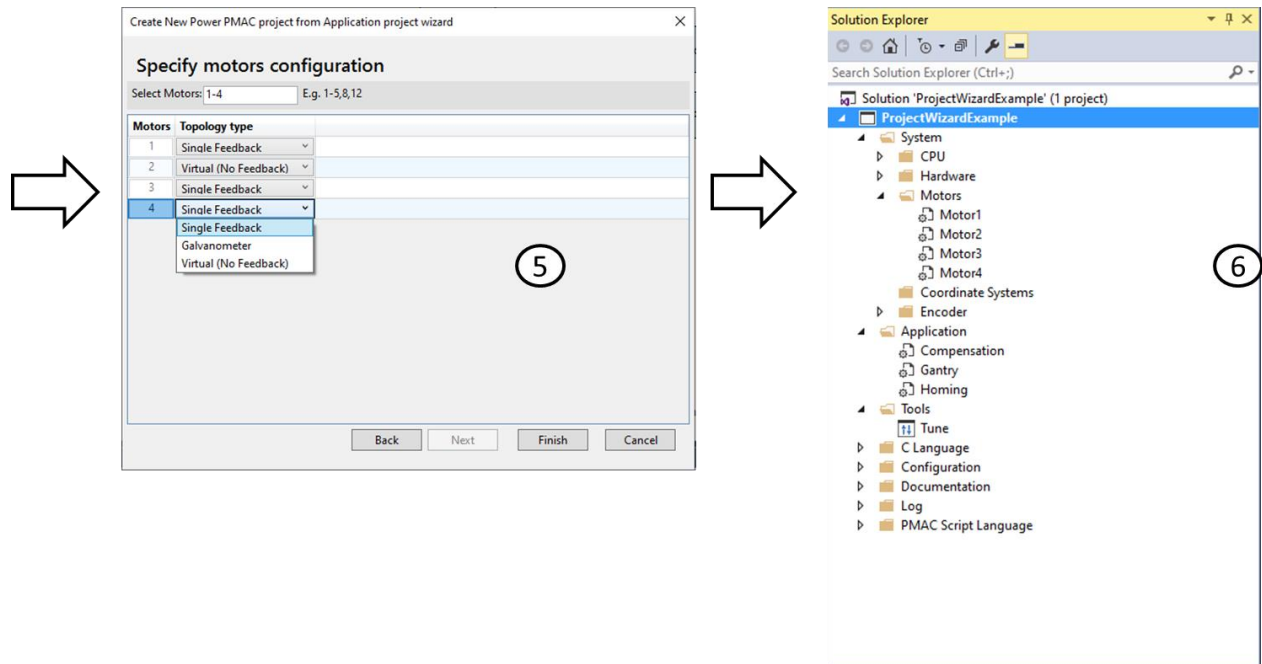 Create New Power PMAC project from Application project wizard
Specify motors configuration
Select Motors: 1-4 E.g. 1-5,8,12
Motors Topology type
1 Single Feedback
2 Virtual (No Feedback)
3 Single Feedback
4 Single Feedback
Single Feedback
Galvanometer
Virtual (No Feedback)
5
Back Next Finish Cancel
Solution Explorer
Search Solution Explorer (Ctrl+;)
Solution 'ProjectWizardExample' (1 project)
ProjectWizardExample
System
CPU
Hardware
Motors
Motor1
Motor2
Motor3
Motor4
Coordinate Systems
Encoder
Application
Compensation
Gantry
Homing
Tools
Tune
C Language
Configuration
Documentation
Log
PMAC Script Language
6